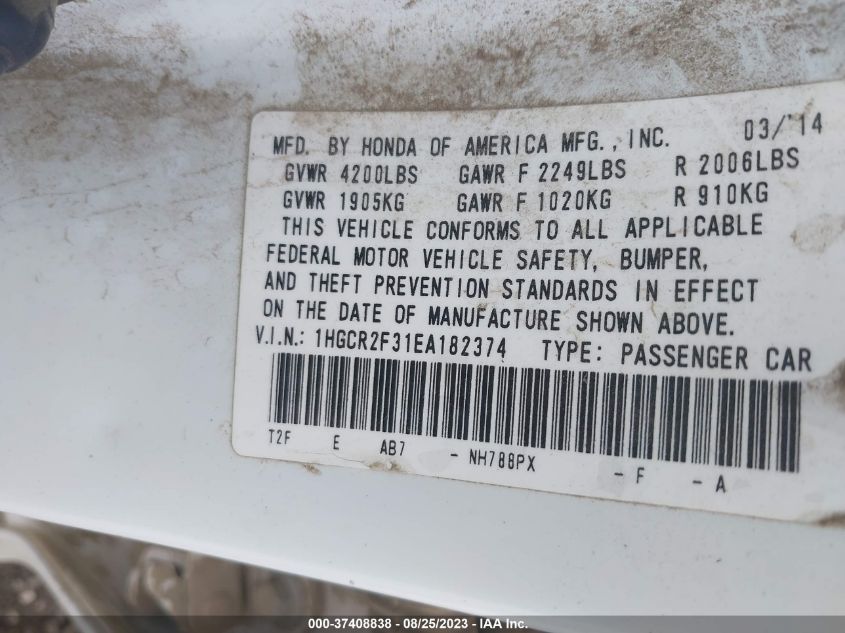 MFD. BY HONDA OF AMERICA MFG., INC. 03/'14
GVWR 4200LBS GAWR F 2249LBS R 2006LBS
GVWR 1905KG GAWR F 1020KG R 910KG
THIS VEHICLE CONFORMS TO ALL APPLICABLE
FEDERAL MOTOR VEHICLE SAFETY, BUMPER,
AND THEFT PREVENTION STANDARDS IN EFFECT
ON THE DATE OF MANUFACTURE SHOWN ABOVE.
V.I.N.: 1HGCR2F31EA182374 TYPE: PASSENGER CAR
T2F E AB7 - NH788PX - F - A
000-37408838 - 08/25/2023 - IAA Inc.